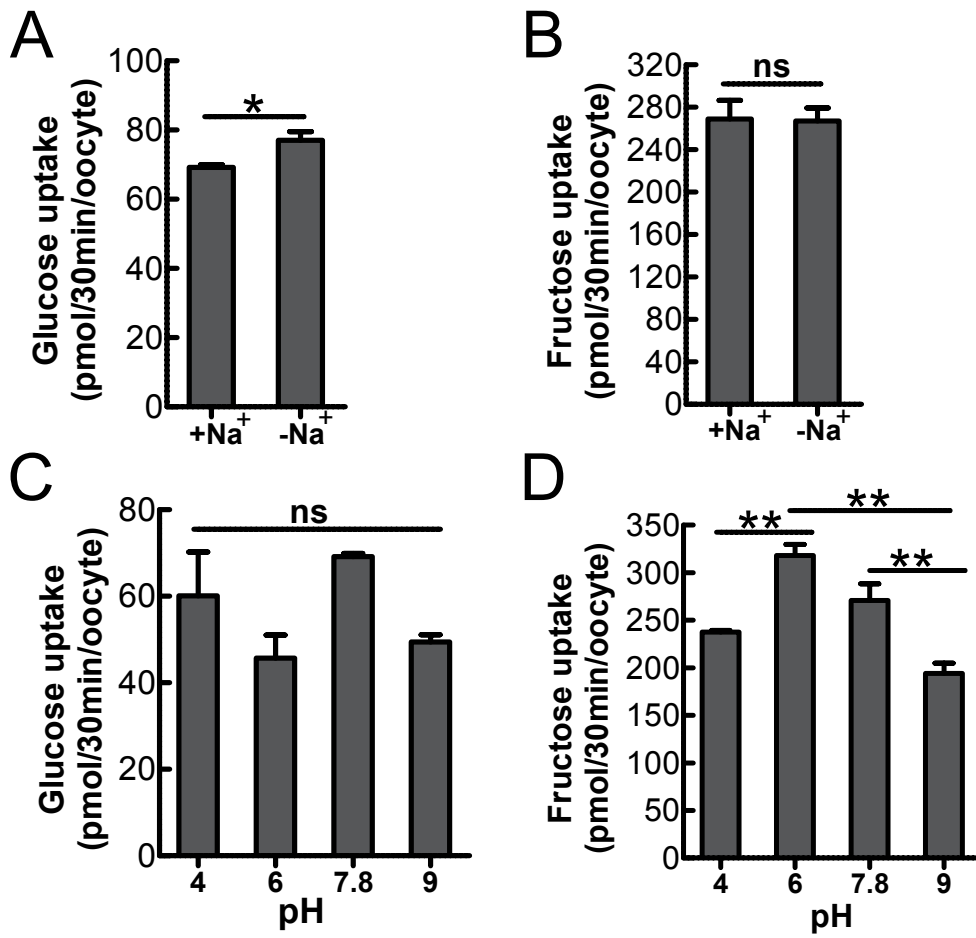 A
Glucose uptake
(pmol/30min/oocyte)
100
80
60
40
20
0
*
+Na+
-Na+
B
Fructose uptake
(pmol/30min/oocyte)
320
280
240
200
160
120
80
40
0
ns
+Na+
-Na+
C
Glucose uptake
(pmol/30min/oocyte)
80
60
40
20
0
ns
4 6 7.8 9
pH
D
Fructose uptake
(pmol/30min/oocyte)
350
300
250
200
150
100
50
0
**
**
**
4 6 7.8 9
pH